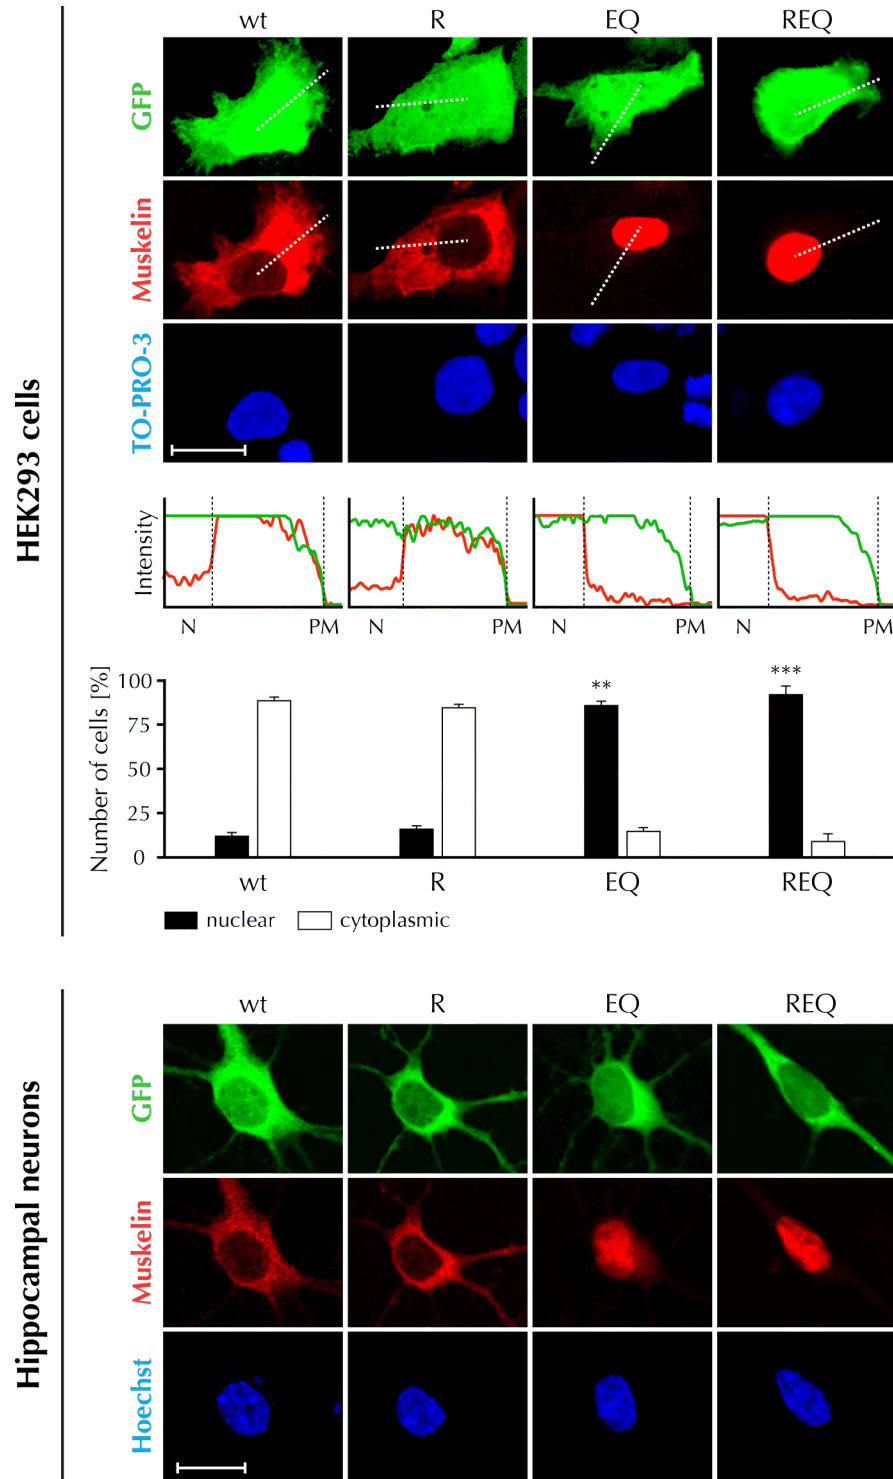 HEK293 cells
wt R EQ REQ
GFP
Muskelin
TO-PRO-3
Intensity
N PM N PM N PM N PM
Number of cells [%]
100
75
50
25
0
** ***
wt R EQ REQ
nuclear cytoplasmic
Hippocampal neurons
wt R EQ REQ
GFP
Muskelin
Hoechst